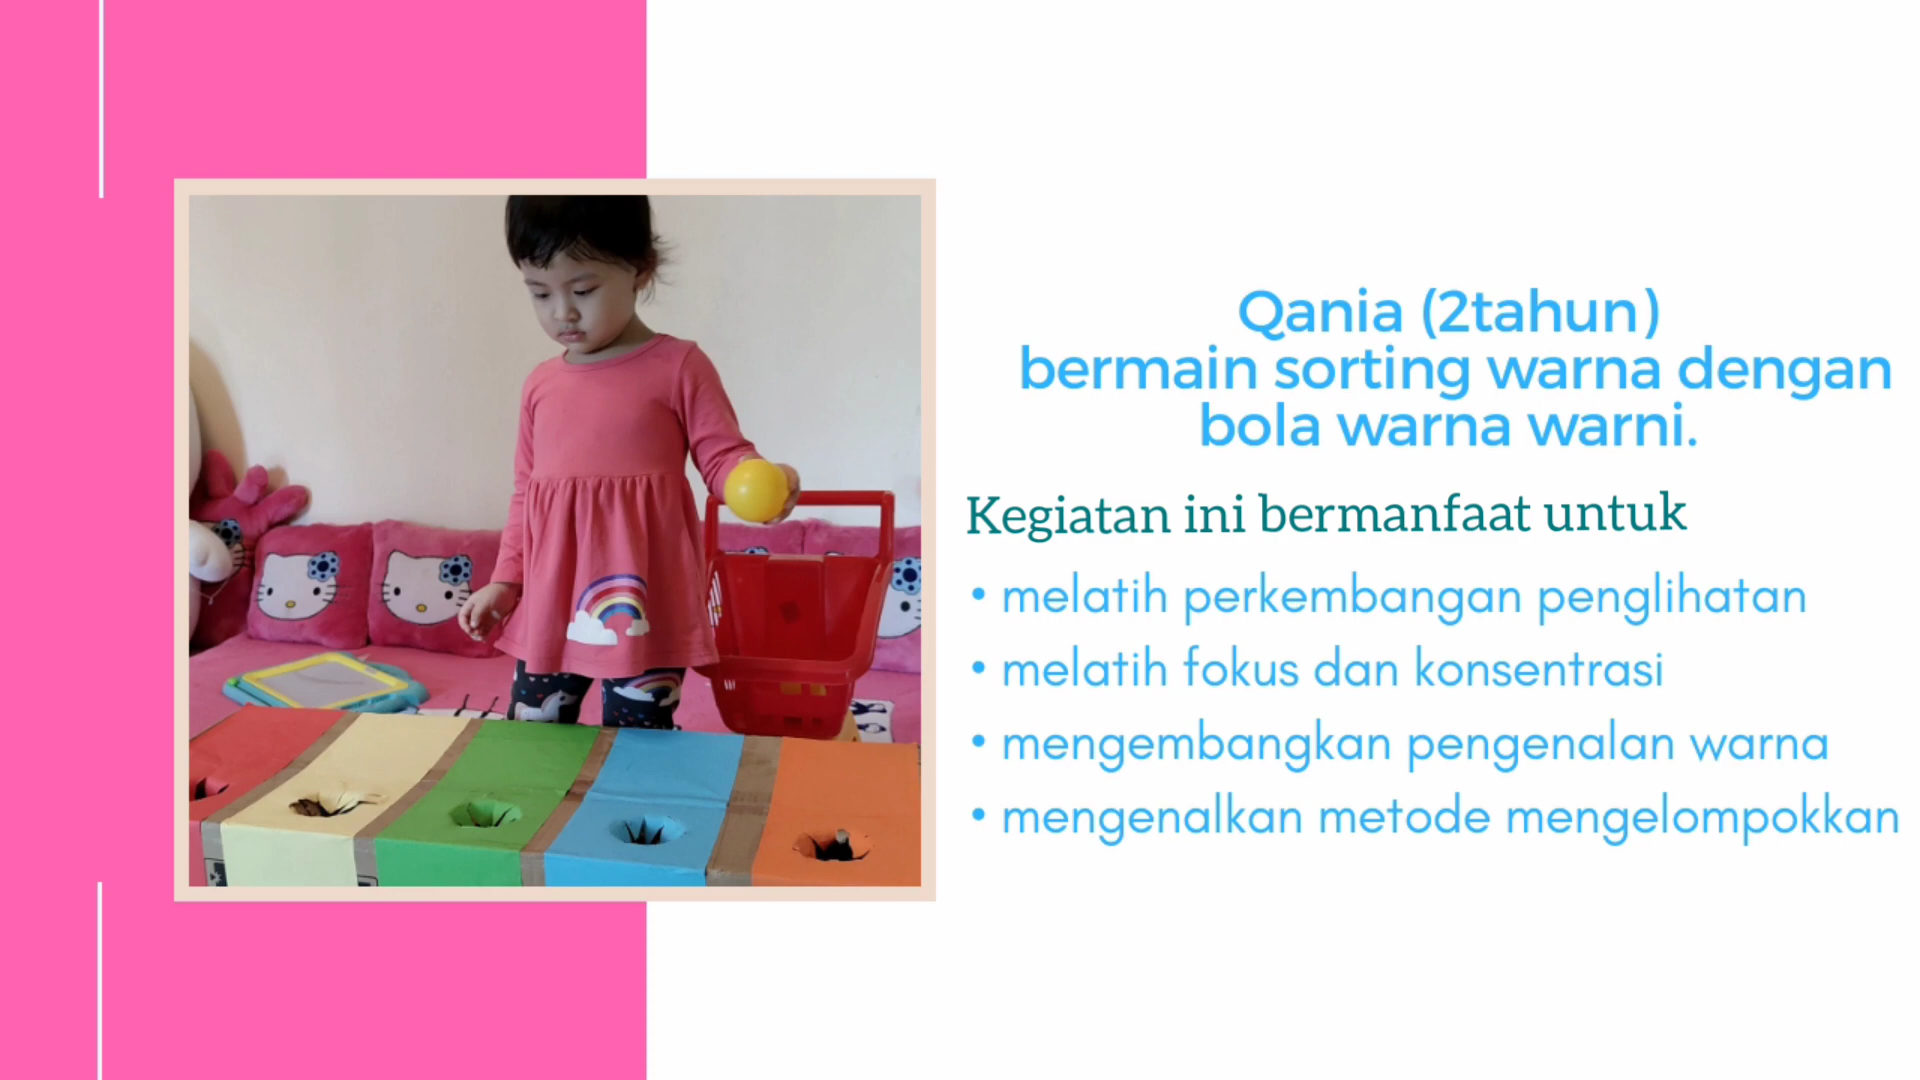 Qania (2tahun)
bermain sorting warna dengan
bola warna warni.
Kegiatan ini bermanfaat untuk
• melatih perkembangan penglihatan
• melatih fokus dan konsentrasi
• mengembangkan pengenalan warna
• mengenalkan metode mengelompokkan